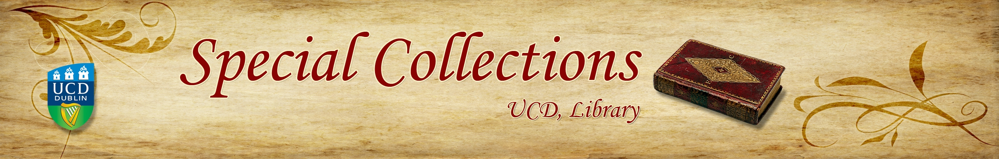 Special Collections
UCD, Library
UCD
DUBLIN
C
E